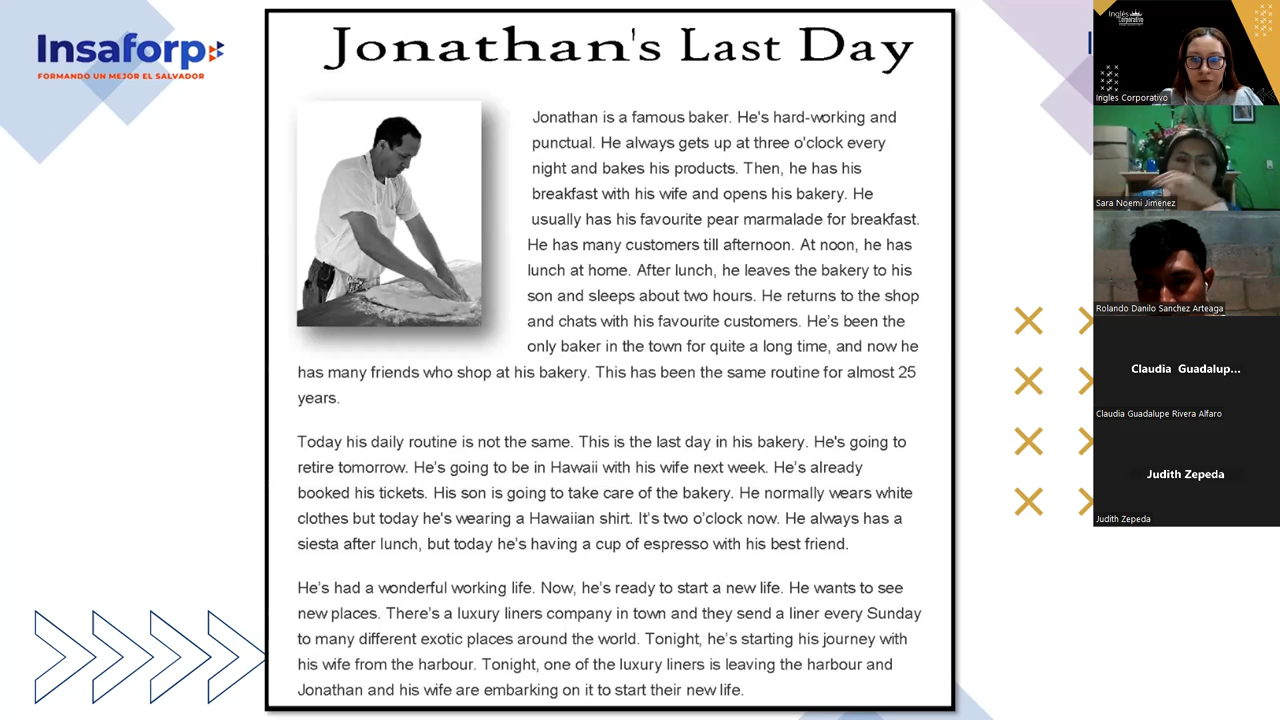 Insaforp
FORMANDO UN MEJOR EL SALVADOR
Jonathan's Last Day
Jonathan is a famous baker. He's hard-working and
punctual. He always gets up at three o'clock every
night and bakes his products. Then, he has his
breakfast with his wife and opens his bakery. He
usually has his favourite pear marmalade for breakfast.
He has many customers till afternoon. At noon, he has
lunch at home. After lunch, he leaves the bakery to his
son and sleeps about two hours. He returns to the shop
and chats with his favourite customers. He's been the
only baker in the town for quite a long time, and now he
has many friends who shop at his bakery. This has been the same routine for almost 25
years.
Today his daily routine is not the same. This is the last day in his bakery. He's going to
retire tomorrow. He's going to be in Hawaii with his wife next week. He's already
booked his tickets. His son is going to take care of the bakery. He normally wears white
clothes but today he's wearing a Hawaiian shirt. It's two o'clock now. He always has a
siesta after lunch, but today he's having a cup of espresso with his best friend.
He's had a wonderful working life. Now, he's ready to start a new life. He wants to see
new places. There's a luxury liners company in town and they send a liner every Sunday
to many different exotic places around the world. Tonight, he's starting his journey with
his wife from the harbour. Tonight, one of the luxury liners is leaving the harbour and
Jonathan and his wife are embarking on it to start their new life.
Inglés
Corporativo
Ingles Corporativo
Sara Noemi Jimenez
Rolando Danilo Sanchez Arteaga
Claudia Guadalup...
Claudia Guadalupe Rivera Alfaro
Judith Zepeda
Judith Zepeda